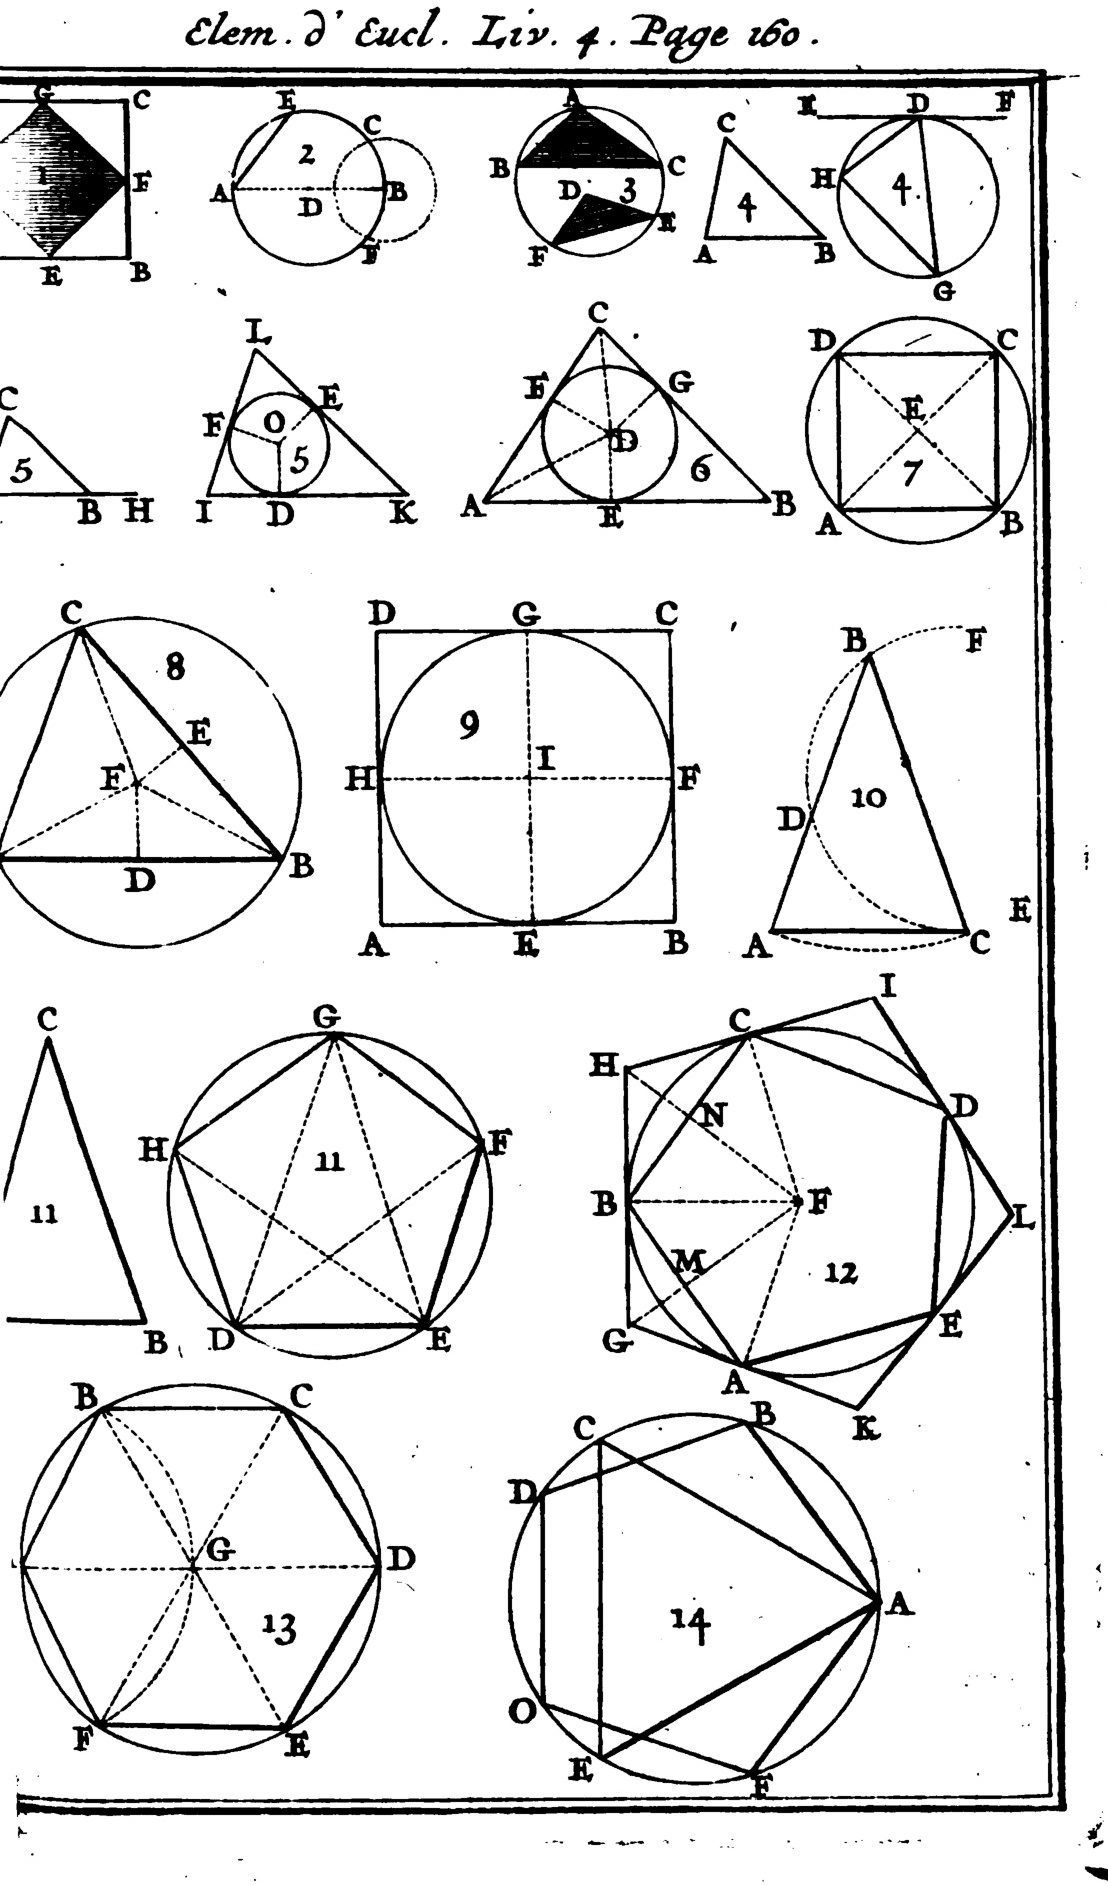 Elem. d' Eucl. Liv. 4. Page 160.
G C
1 F
E B
E C
2
A D B
F
A
B C
D 3 E
F
C
4
A B
E D F
H 4
G
C
5
B H
L
F O E
5
I D K
C
F G
D
6
A E B
D C
E
7
A B
C
8
E
F
D B
D G C
9
H I F
A E B
B F
10
D
A C E
C
11
B
G
H F
11
D E
I
C
H
N D
B F L
M 12
G E
A
K
B C
G D
13
F E
C B
D
A
14
O
E F